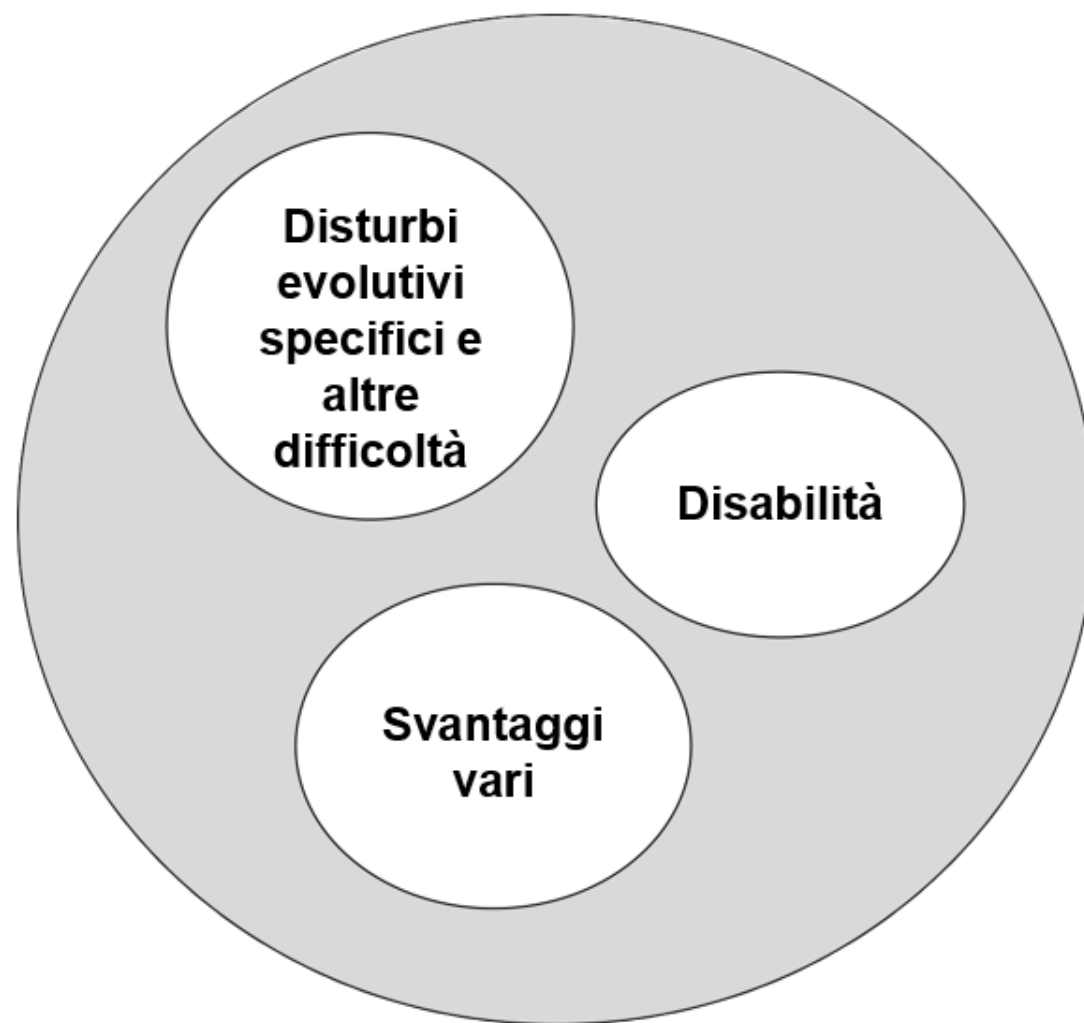 Disturbi
evolutivi
specifici e
altre
difficoltà
Disabilità
Svantaggi
vari